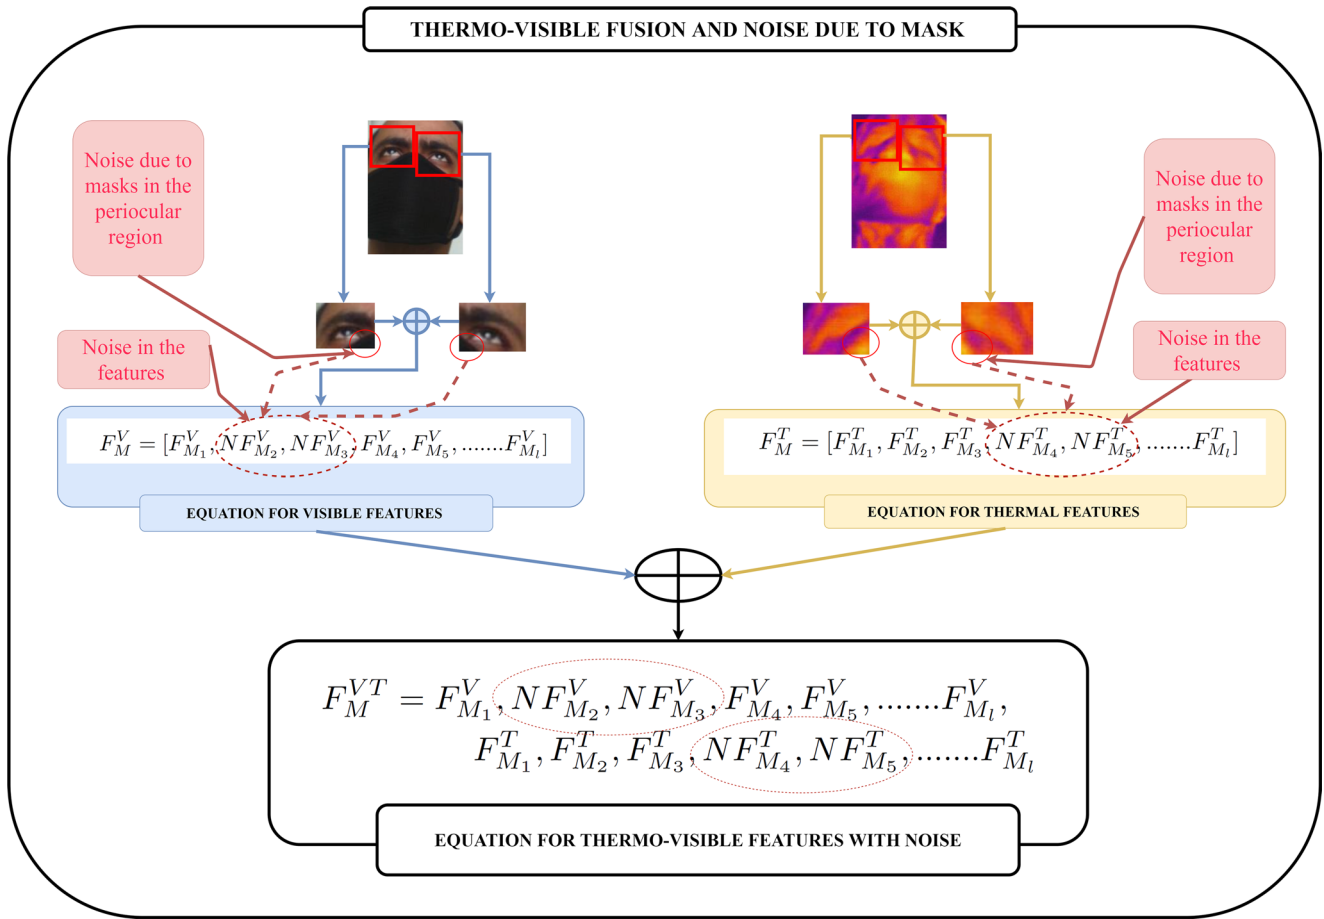 THERMO-VISIBLE FUSION AND NOISE DUE TO MASK
Noise due to
masks in the
periocular
region
Noise due to
masks in the
periocular
region
Noise in the
features
Noise in
the
features
$F_M^V = [F_{M_1}^V, NF_{M_2}^V, NF_{M_3}^V, F_{M_4}^V, F_{M_5}^V, .......F_{M_l}^V]$
$F_M^T = [F_{M_1}^T, F_{M_2}^T, F_{M_3}^T, NF_{M_4}^T, NF_{M_5}^T, .......F_{M_l}^T]$
EQUATION FOR VISIBLE FEATURES
EQUATION FOR THERMAL FEATURES
$F_M^{VT} = F_{M_1}^V, NF_{M_2}^V, NF_{M_3}^V, F_{M_4}^V, F_{M_5}^V, .......F_{M_l}^V,$
$F_{M_1}^T, F_{M_2}^T, F_{M_3}^T, NF_{M_4}^T, NF_{M_5}^T, .......F_{M_l}^T$
EQUATION FOR THERMO-VISIBLE FEATURES WITH NOISE